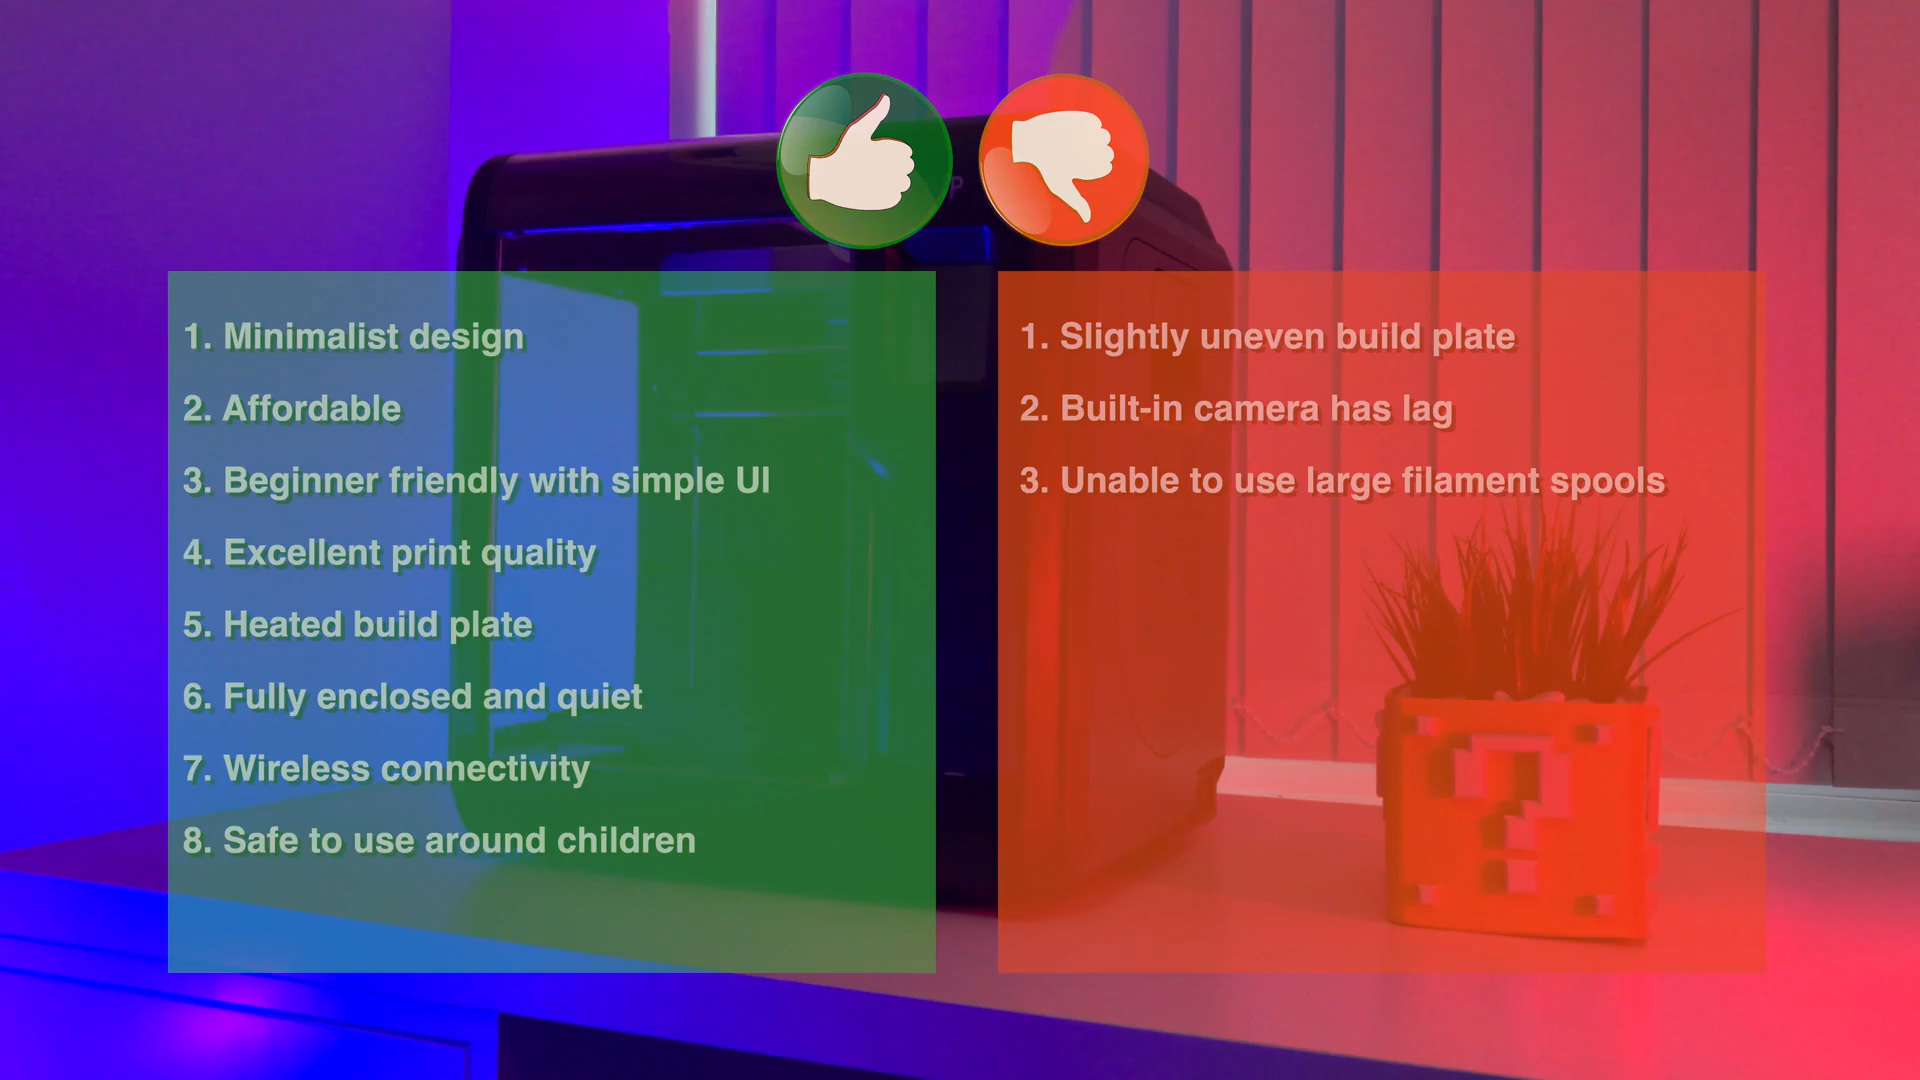 1. Minimalist design
2. Affordable
3. Beginner friendly with simple UI
4. Excellent print quality
5. Heated build plate
6. Fully enclosed and quiet
7. Wireless connectivity
8. Safe to use around children
1. Slightly uneven build plate
2. Built-in camera has lag
3. Unable to use large filament spools
?